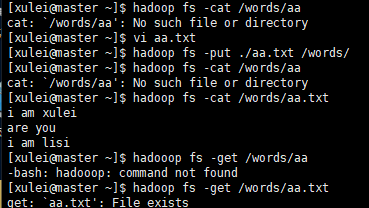 [xulei@master ~]$ hadoop fs -cat /words/aa
cat: `/words/aa': No such file or directory
[xulei@master ~]$ vi aa.txt
[xulei@master ~]$ hadoop fs -put ./aa.txt /words/
[xulei@master ~]$ hadoop fs -cat /words/aa
cat: `/words/aa': No such file or directory
[xulei@master ~]$ hadoop fs -cat /words/aa.txt
i am xulei
are you
i am lisi
[xulei@master ~]$ hadooop fs -get /words/aa
-bash: hadooop: command not found
[xulei@master ~]$ hadoop fs -get /words/aa.txt
get: `aa.txt': File exists